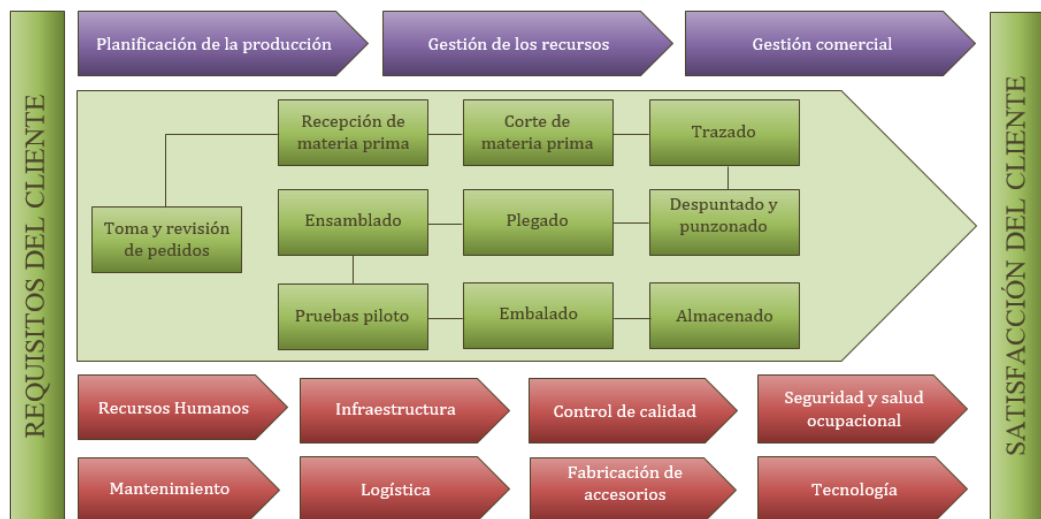 REQUISITOS DEL CLIENTE
Planificación de la producción
Gestión de los recursos
Gestión comercial
Toma y revisión
de pedidos
Recepción de
materia prima
Corte de
materia prima
Trazado
Despuntado y
punzonado
Plegado
Ensamblado
Pruebas piloto
Embalado
Almacenado
Recursos Humanos
Infraestructura
Control de calidad
Seguridad y salud
ocupacional
Mantenimiento
Logística
Fabricación de
accesorios
Tecnología
SATISFACCIÓN DEL CLIENTE